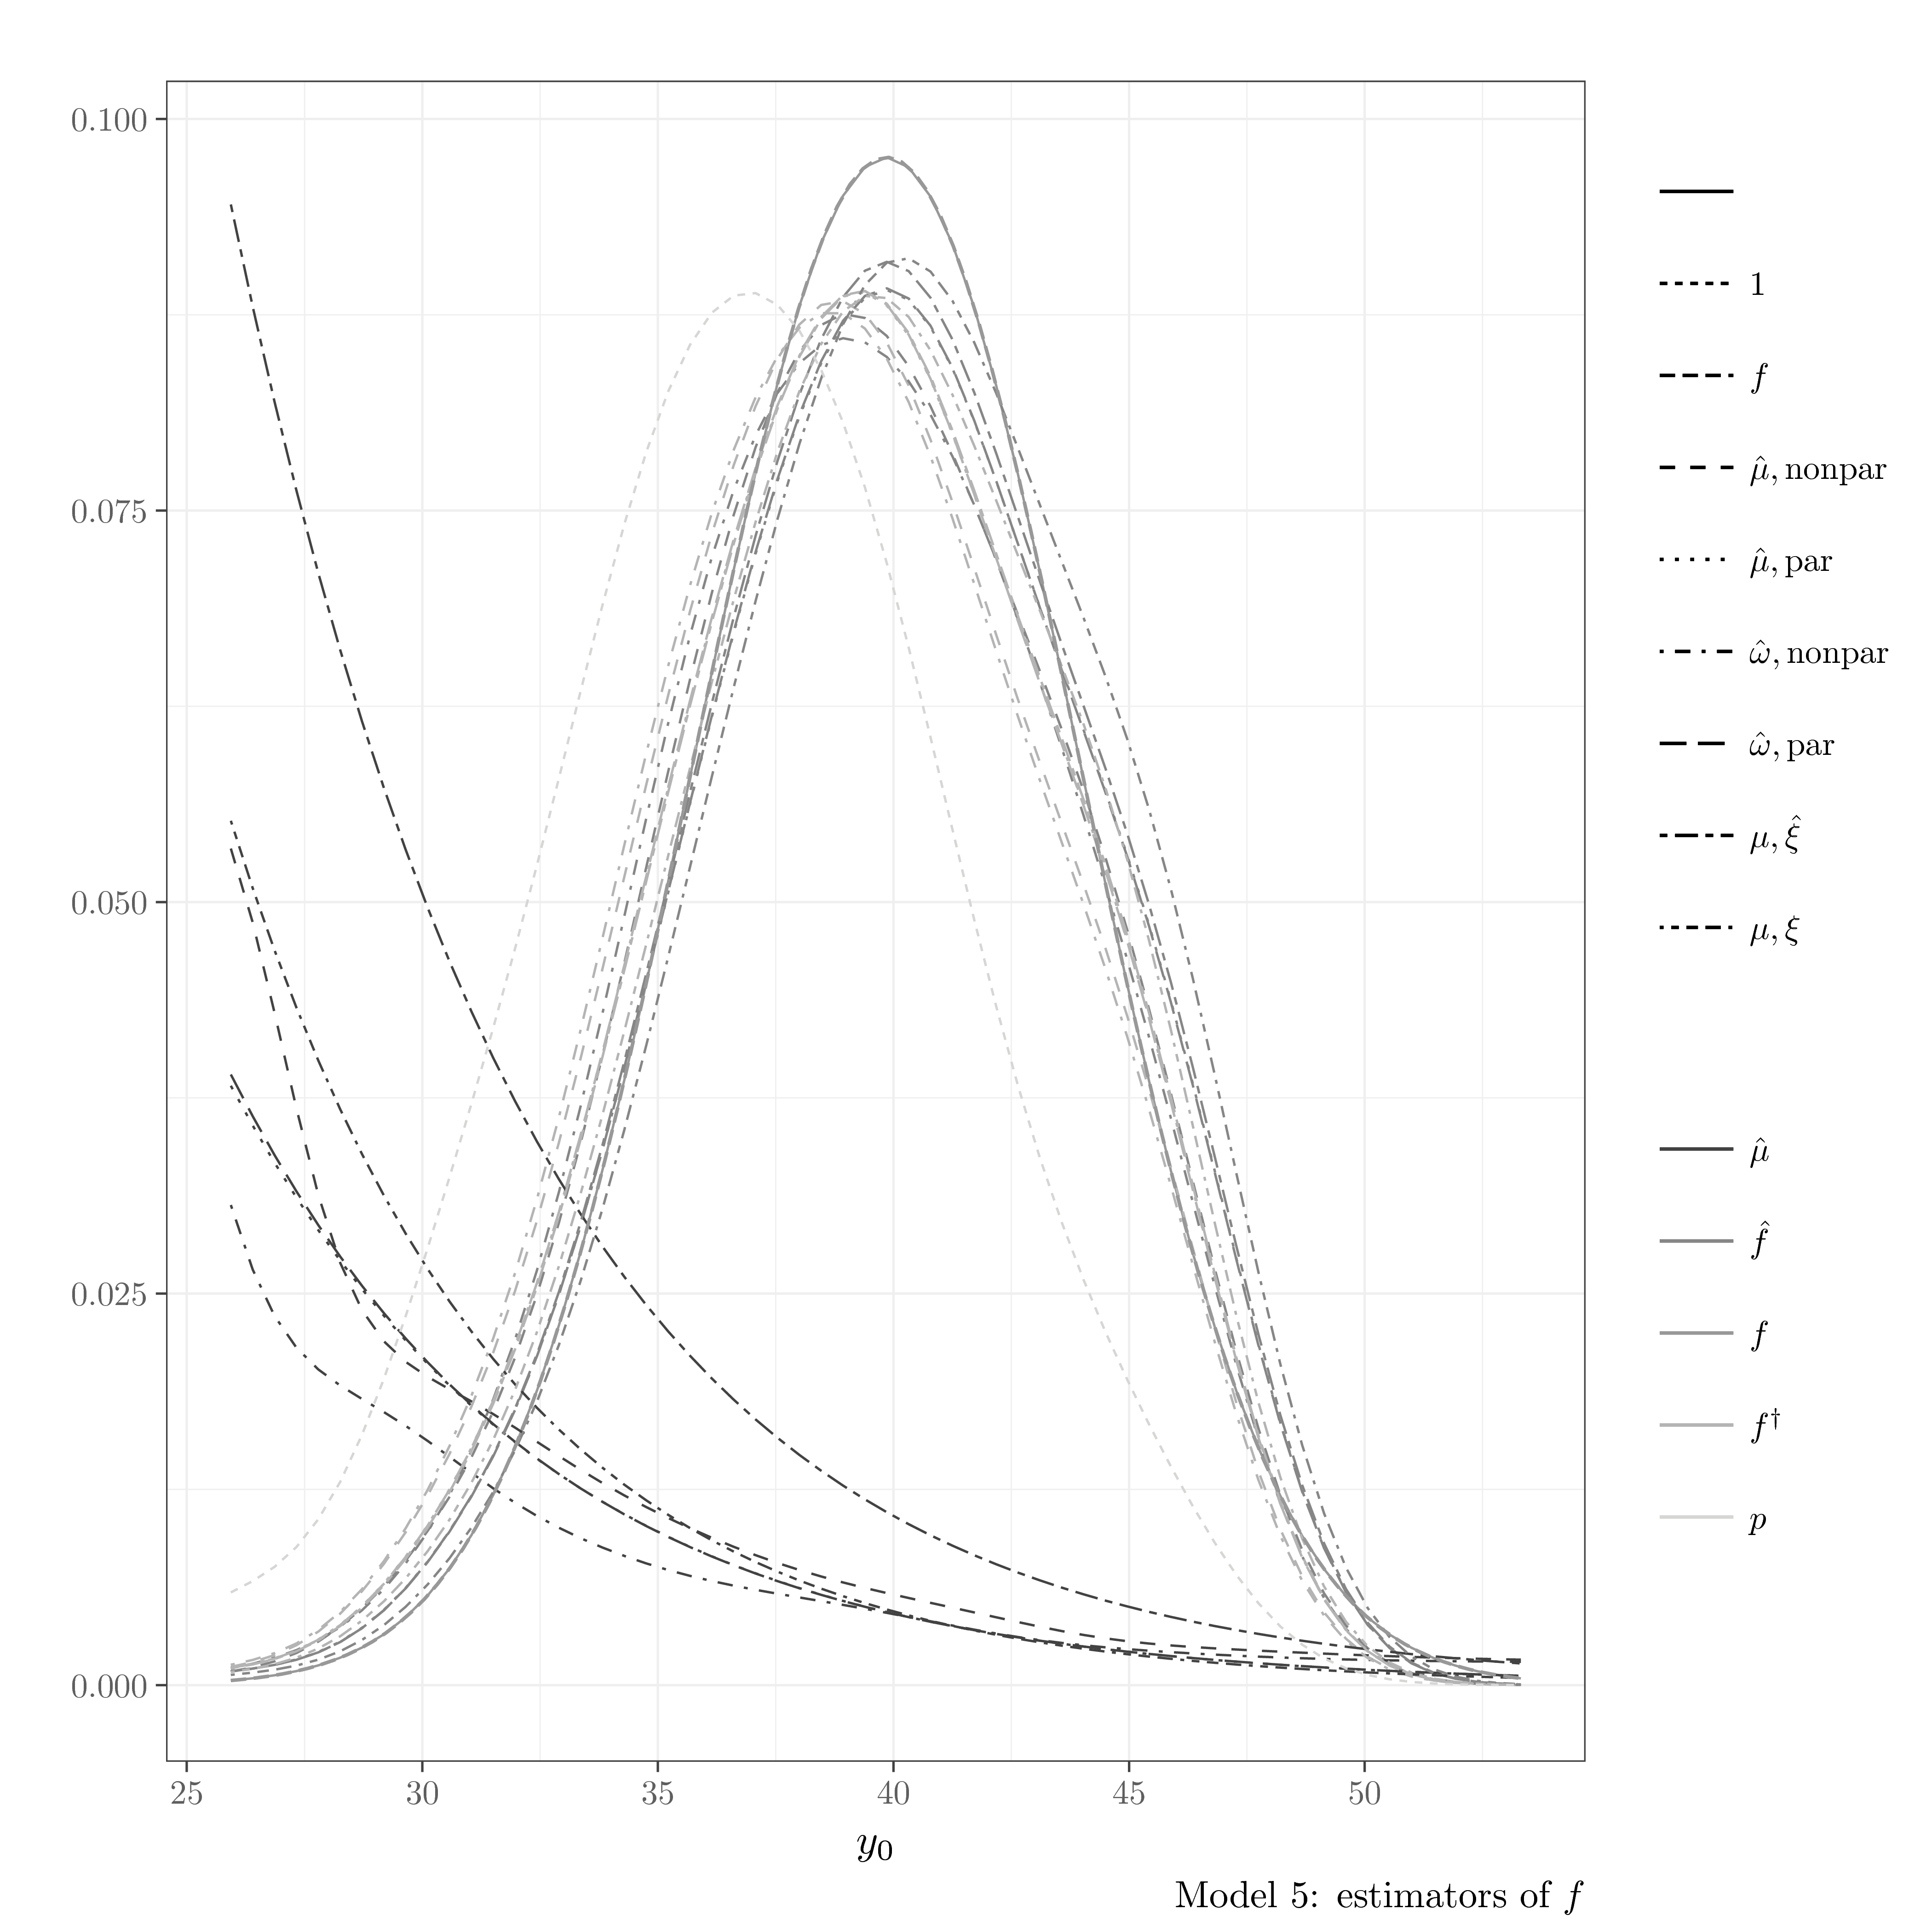 0.100
0.075
0.050
0.025
0.000
25 30 35 40 45 50
y₀
Model 5: estimators of f
1
f
μ̂, nonpar
μ̂, par
ω̂, nonpar
ω̂, par
μ, ξ̂
μ, ξ
μ̂
f̂
f
f†
p